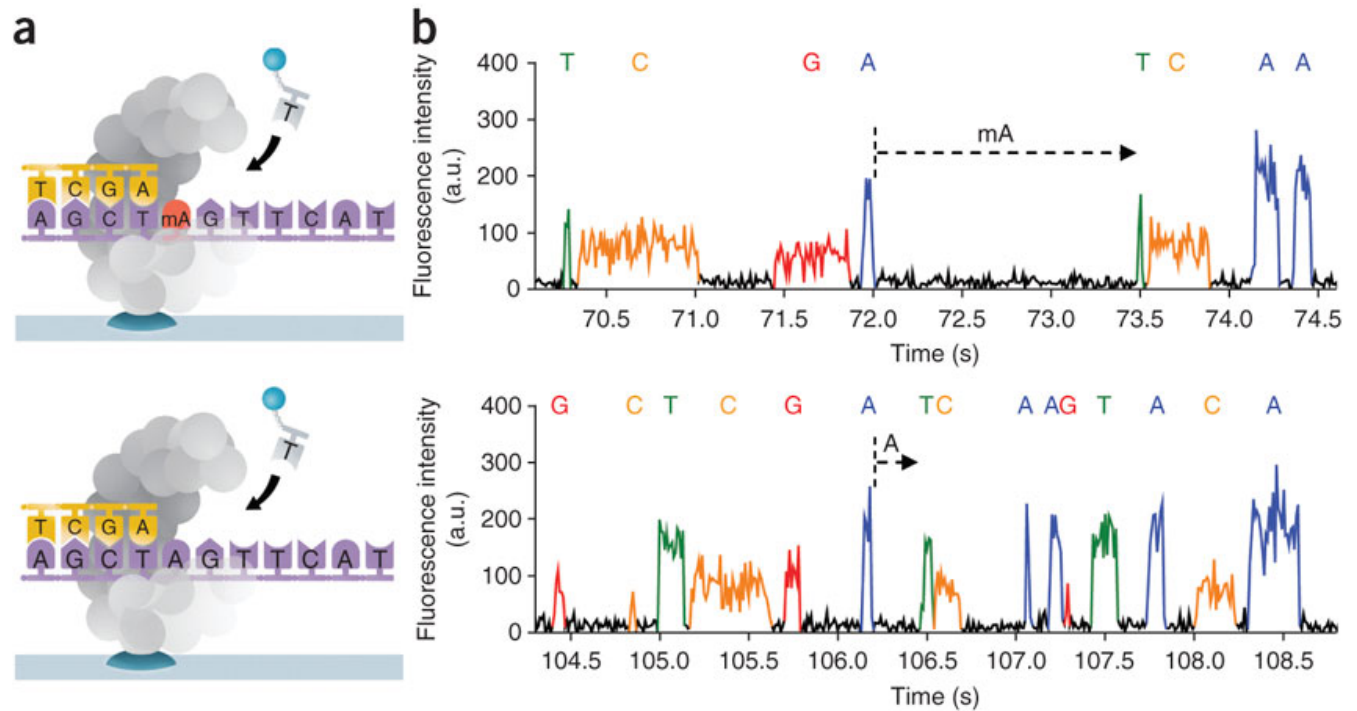 a
T
T C G A
A G C T mA G T T C A T
T
T C G A
A G C T A G T T C A T
b
Fluorescence intensity
(a.u.)
T C G A T C A A
400
300
200
100
0
mA
70.5 71.0 71.5 72.0 72.5 73.0 73.5 74.0 74.5
Time (s)
Fluorescence intensity
(a.u.)
G C T C G A T C A A G T A C A
400
300
200
100
0
A
104.5 105.0 105.5 106.0 106.5 107.0 107.5 108.0 108.5
Time (s)